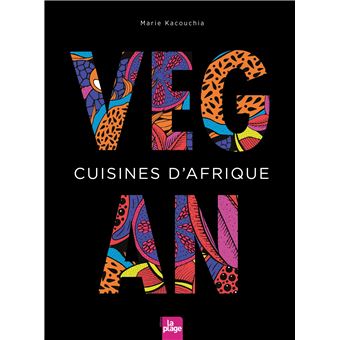 Marie Kacouchia
VEG
CUISINES D'AFRIQUE
AN
la
plage